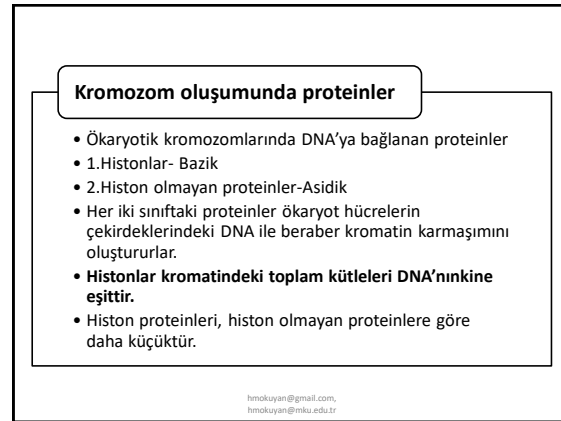 Kromozom oluşumunda proteinler
• Ökaryotik kromozomlarında DNA'ya bağlanan proteinler
• 1.Histonlar- Bazik
• 2.Histon olmayan proteinler-Asidik
• Her iki sınıftaki proteinler ökaryot hücrelerin
çekirdeklerindeki DNA ile beraber kromatin karmaşımını
oluştururlar.
• Histonlar kromatindeki toplam kütleleri DNA'nınkine
eşittir.
• Histon proteinleri, histon olmayan proteinlere göre
daha küçüktür.
hmokuyan@gmail.com,
hmokuyan@mku.edu.tr